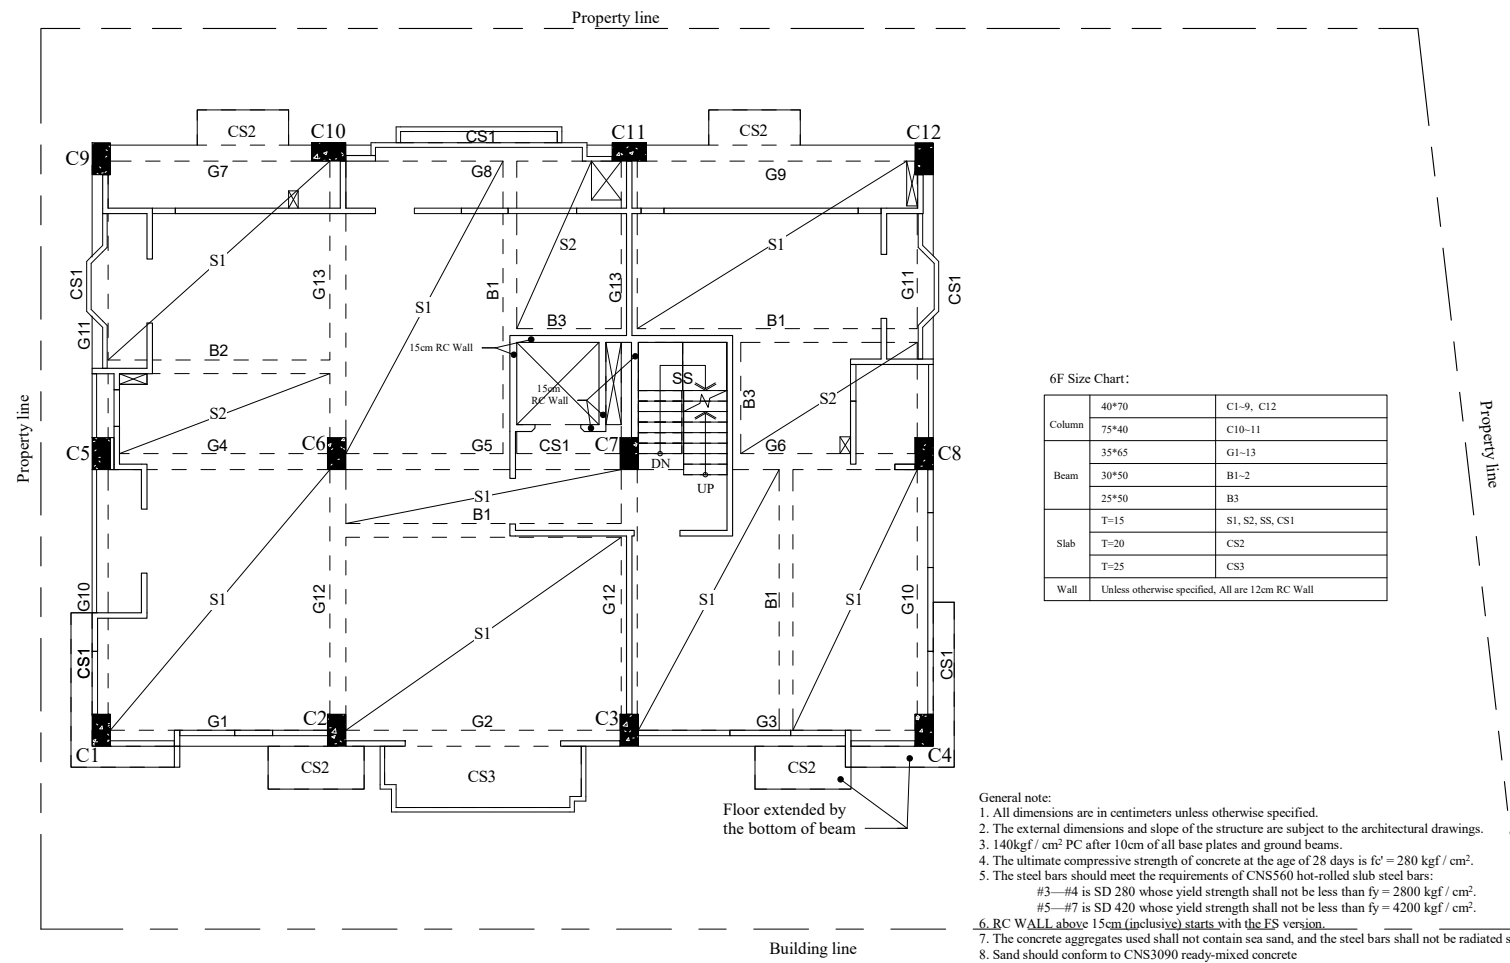 Property line
CS2
CS1
CS2
C9
C10
C11
C12
G7
G8
G9
S1
S2
S1
CS1
G13
B1
G13
G11
CS1
S1
G11
B2
B3
B1
15cm RC Wall
15cm
RC Wall
SS
B3
S2
S2
Property line
Property line
C5
G4
C6
G5
CS1
C7
G6
C8
DN
UP
S1
B1
G10
S1
G12
S1
G12
S1
B1
S1
G10
CS1
CS1
C1
G1
C2
G2
C3
G3
C4
CS2
CS3
CS2
Floor extended by
the bottom of beam
6F Size Chart:
Column 40*70 C1~9, C12
75*40 C10~11
Beam 35*65 G1~13
30*50 B1~2
25*50 B3
Slab T=15 S1, S2, SS, CS1
T=20 CS2
T=25 CS3
Wall Unless otherwise specified, All are 12cm RC Wall
General note:
1. All dimensions are in centimeters unless otherwise specified.
2. The external dimensions and slope of the structure are subject to the architectural drawings.
3. 140kgf / cm² PC after 10cm of all base plates and ground beams.
4. The ultimate compressive strength of concrete at the age of 28 days is fc' = 280 kgf / cm².
5. The steel bars should meet the requirements of CNS560 hot-rolled slub steel bars:
#3—#4 is SD 280 whose yield strength shall not be less than fy = 2800 kgf / cm².
#5—#7 is SD 420 whose yield strength shall not be less than fy = 4200 kgf / cm².
6. RC WALL above 15cm (inclusive) starts with the FS version.
7. The concrete aggregates used shall not contain sea sand, and the steel bars shall not be radiated s
8. Sand should conform to CNS3090 ready-mixed concrete
Building line